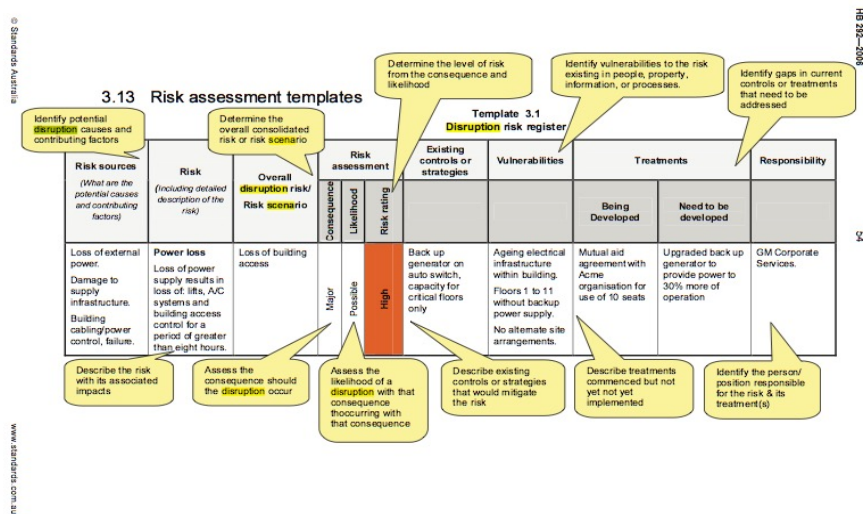 HB 292—2006
© Standards Australia
54
www.standards.com.au
3.13 Risk assessment templates
Template 3.1
Disruption risk register
Identify potential
disruption causes and
contributing factors
Determine the
overall consolidated
risk or risk scenario
Determine the level of risk
from the consequence and
likelihood
Identify vulnerabilities to the risk
existing in people, property,
information, or processes.
Identify gaps in current
controls or treatments
that need to be
addressed
Risk sources
(What are the
potential causes
and contributing
factors)
Risk
(Including detailed
description of the
risk)
Overall
disruption risk/
Risk scenario
Risk
assessment
Consequence
Likelihood
Risk rating
Existing
controls or
strategies
Vulnerabilities
Treatments
Being
Developed
Need to be
developed
Responsibility
Loss of external
power.
Damage to
supply
infrastructure.
Building
cabling/power
control, failure.
Power loss
Loss of power
supply results in
loss of: lifts, A/C
systems and
building access
control for a
period of greater
than eight hours.
Loss of building
access
Major
Possible
High
Back up
generator on
auto switch,
capacity for
critical floors
only
Ageing electrical
infrastructure
within building.
Floors 1 to 11
without backup
power supply.
No alternate site
arrangements.
Mutual aid
agreement with
Acme
organisation for
use of 10 seats
Upgraded back up
generator to
provide power to
30% more of
operation
GM Corporate
Services.
Describe the risk
with its associated
impacts
Assess the
consequence should
the disruption occur
Assess the
likelihood of a
disruption with that
consequence
thoccurring with
that consequence
Describe existing
controls or strategies
that would mitigate
the risk
Describe treatments
commenced but not
yet not yet
implemented
Identify the person/
position responsible
for the risk & its
treatment(s)